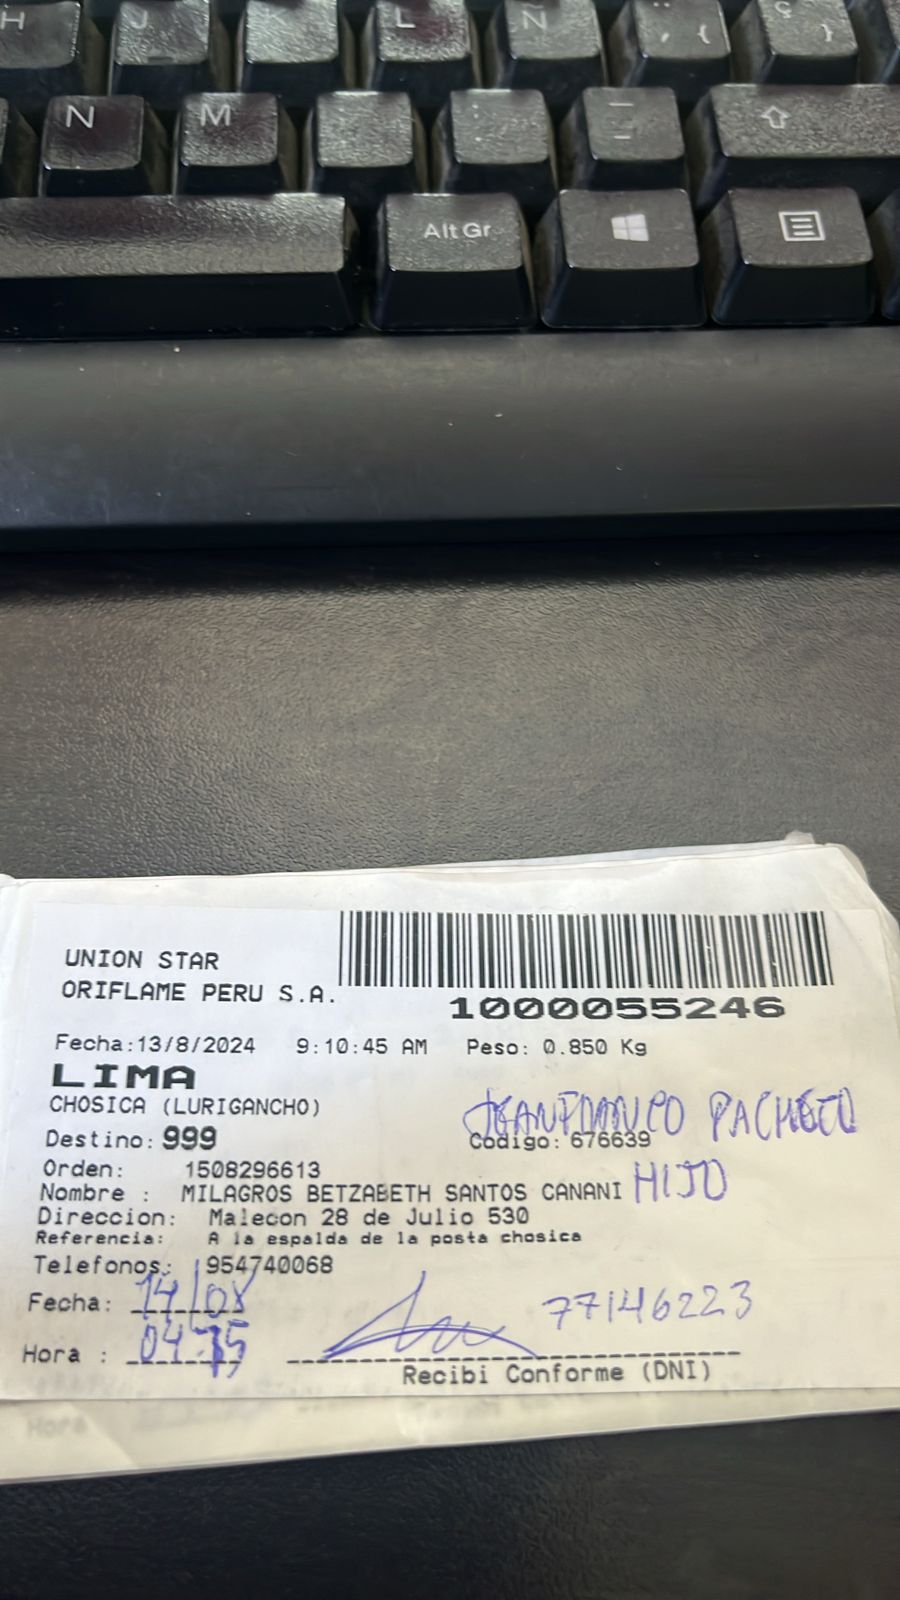 H J K L Ñ ¨ ´ { Ç }
N M : . – _ ⇧
Alt Gr
UNION STAR
ORIFLAME PERU S.A.
1000055246
Fecha:13/8/2024 9:10:45 AM Peso: 0.850 Kg
LIMA
CHOSICA (LURIGANCHO)
JEANFRANCO PACHECO
Destino: 999 Codigo: 676639
Orden: 1508296613
Nombre : MILAGROS BETZABETH SANTOS CANANI HIJO
Direccion: Malecon 28 de Julio 530
Referencia: A la espalda de la posta chosica
Telefonos: 954740068
Fecha: 14/08
77146223
Hora : 04:
Recibi Conforme (DNI)
Hora